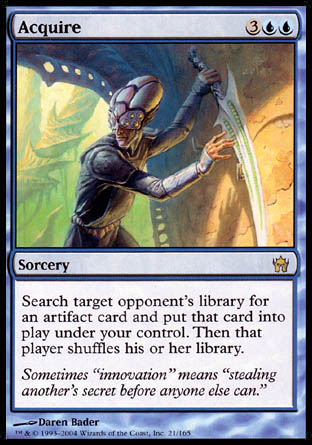 Acquire 3
Sorcery
Search target opponent's library for
an artifact card and put that card into
play under your control. Then that
player shuffles his or her library.
Sometimes "innovation" means "stealing
another's secret before anyone else can."
Daren Bader
™ & © 1993–2004 Wizards of the Coast, Inc. 21/165